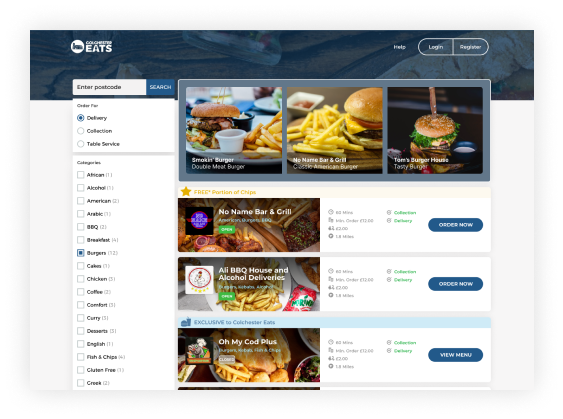 COLCHESTER
EATS
Help
Login
Register
Enter postcode
SEARCH
Order For
Delivery
Collection
Table Service
Categories
African (1)
Alcohol (1)
American (2)
Arabic (1)
BBQ (2)
Breakfast (4)
Burgers (12)
Cakes (1)
Chicken (5)
Coffee (2)
Comfort (3)
Curry (5)
Desserts (3)
English (1)
Fish & Chips (4)
Gluten Free (1)
Greek (2)
Smokin' Burger
Double Meat Burger
No Name Bar & Grill
Classic American Burger
Tom's Burger House
Tasty Burger
FREE* Portion of Chips
No Name Bar & Grill
American, Burgers, BBQ
OPEN
60 Mins
Min. Order £12.00
£2.00
1.8 Miles
Collection
Delivery
ORDER NOW
Ali BBQ House and
Alcohol Deliveries
Burgers, Kebabs, Alcohol
OPEN
60 Mins
Min. Order £12.00
£2.00
1.8 Miles
Collection
Delivery
ORDER NOW
EXCLUSIVE to Colchester Eats
Oh My Cod Plus
Burgers, Kebab, Fish & Chips
CLOSED
60 Mins
Min. Order £12.00
£2.00
1.8 Miles
Collection
Delivery
VIEW MENU